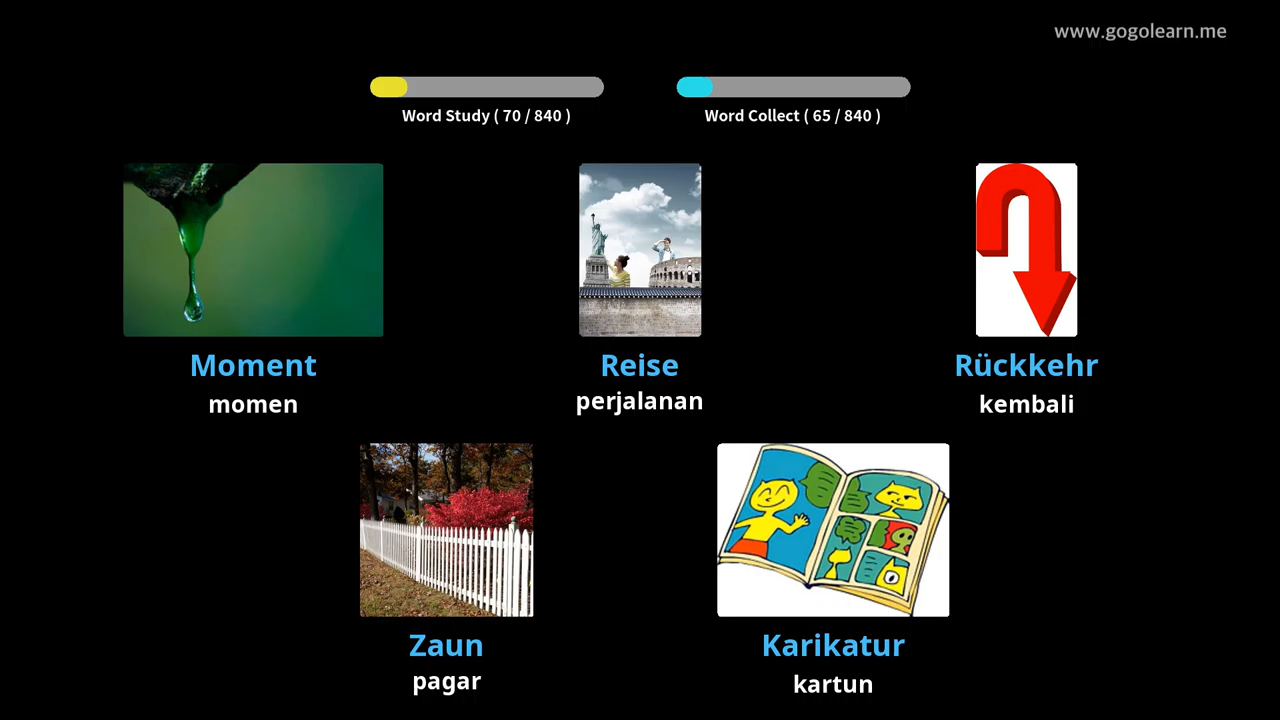 www.gogolearn.me
Word Study ( 70 / 840 )
Word Collect ( 65 / 840 )
Moment
momen
Reise
perjalanan
Rückkehr
kembali
Zaun
pagar
Karikatur
kartun